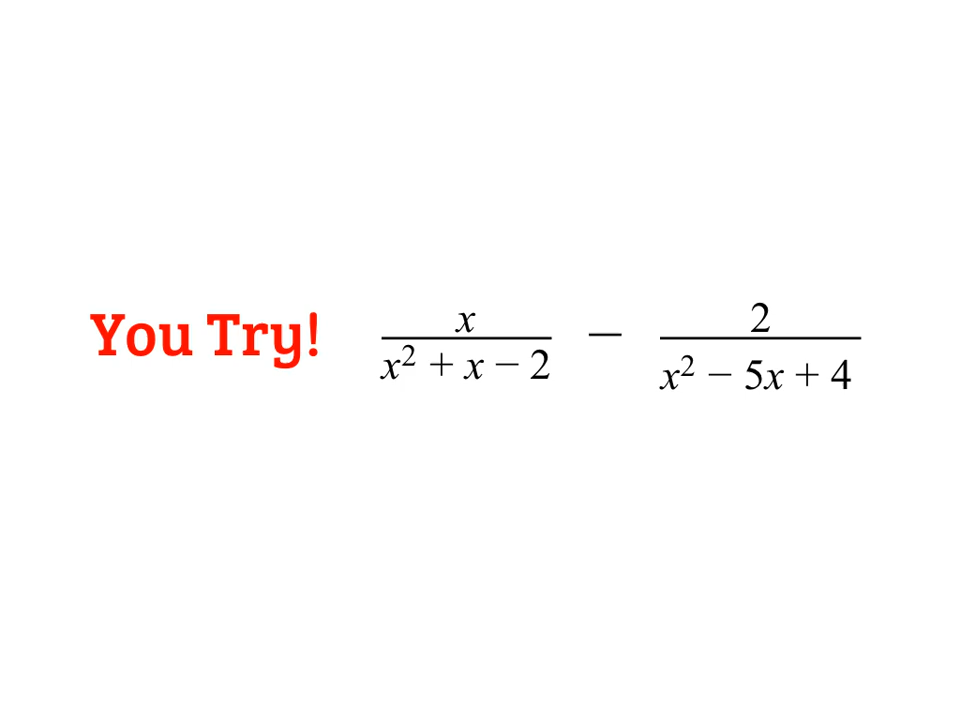 You Try! x/(x² + x − 2) − 2/(x² − 5x + 4)